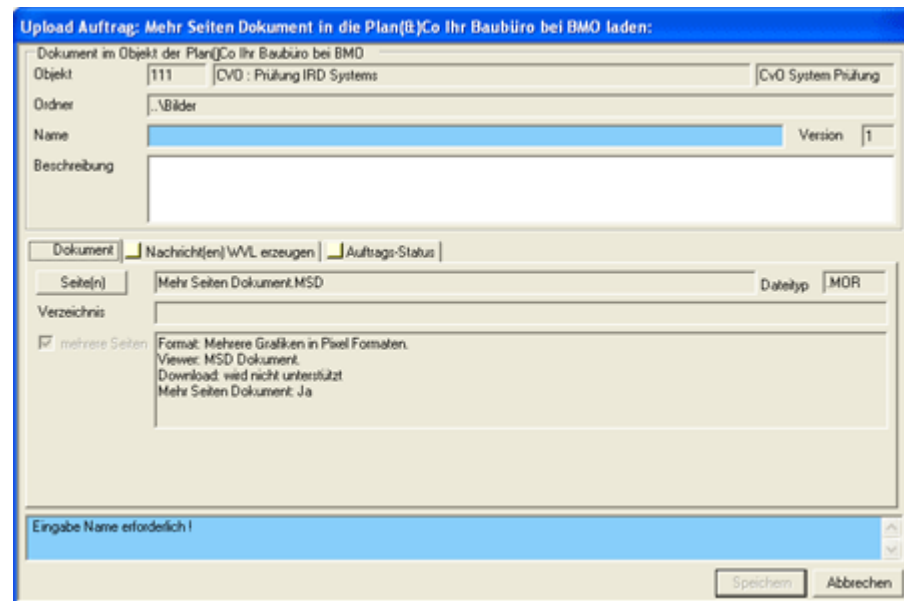 Upload Auftrag: Mehr Seiten Dokument in die Plan(&)Co Ihr Baubüro bei BMO laden:
Dokument im Objekt der Plan()Co Ihr Baubüro bei BMO
Objekt 111 CVO : Prüfung IRD Systems CvO System Prüfung
Ordner ..\Bilder
Name Version 1
Beschreibung
Dokument Nachricht(en) WVL erzeugen Auftrags-Status
Seite(n) Mehr Seiten Dokument.MSD Dateityp .MOR
Verzeichnis
mehrere Seiten Format: Mehrere Grafiken in Pixel Formaten.
Viewer: MSD Dokument.
Download: wird nicht unterstützt
Mehr Seiten Dokument: Ja
Eingabe Name erforderlich !
Speichern Abbrechen